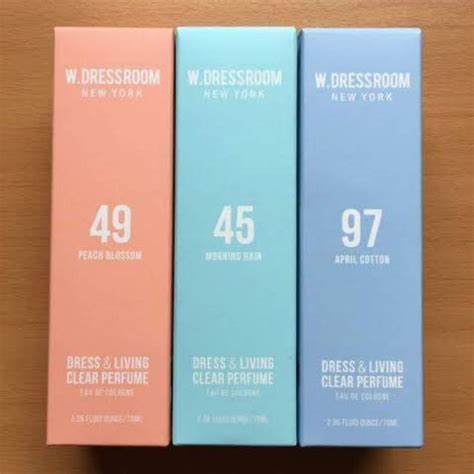 W.DRESSROOM
NEW YORK
49
PEACH BLOSSOM
DRESS & LIVING
CLEAR PERFUME
EAU DE COLOGNE
2.36 FLUID OUNCE/70ML
W.DRESSROOM
NEW YORK
45
MORNING RAIN
DRESS & LIVING
CLEAR PERFUME
EAU DE COLOGNE
2.36 FLUID OUNCE/70ML
W.DRESSROOM
NEW YORK
97
APRIL COTTON
DRESS & LIVING
CLEAR PERFUME
EAU DE COLOGNE
2.36 FLUID OUNCE/70ML